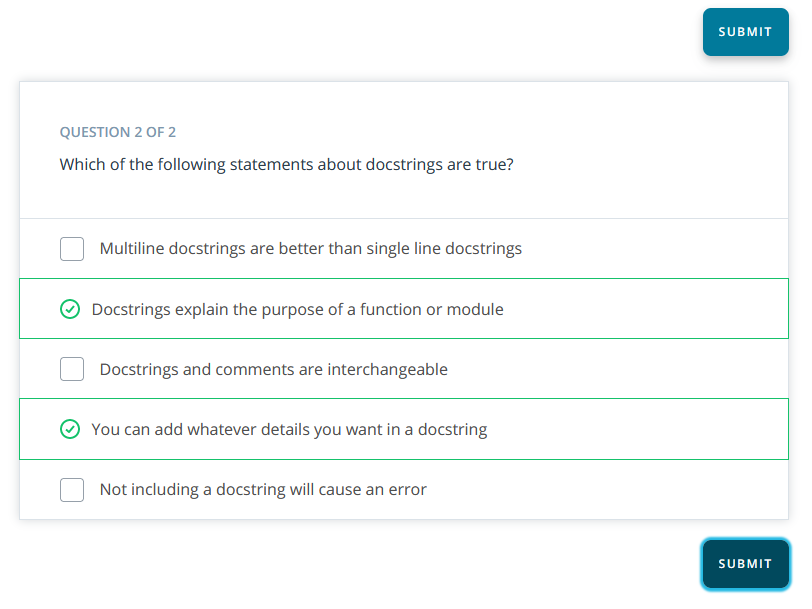 SUBMIT
QUESTION 2 OF 2
Which of the following statements about docstrings are true?
Multiline docstrings are better than single line docstrings
Docstrings explain the purpose of a function or module
Docstrings and comments are interchangeable
You can add whatever details you want in a docstring
Not including a docstring will cause an error
SUBMIT